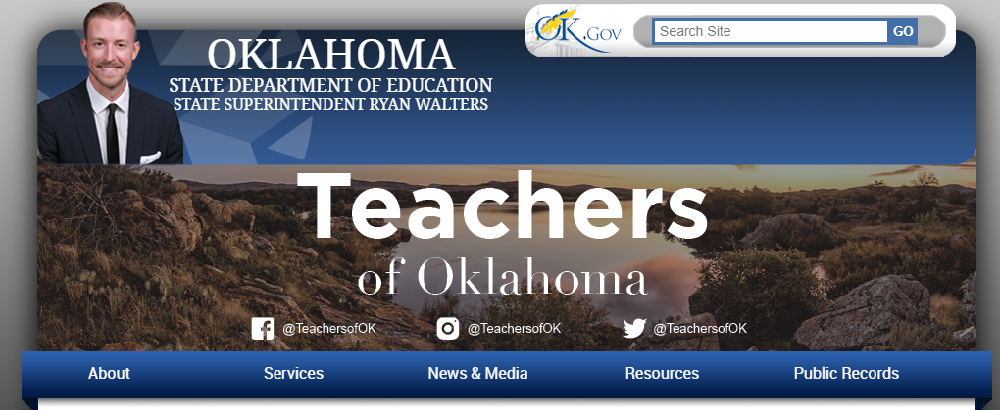 OK.GOV
Search Site
GO
OKLAHOMA
STATE DEPARTMENT OF EDUCATION
STATE SUPERINTENDENT RYAN WALTERS
Teachers
of Oklahoma
@TeachersofOK @TeachersofOK @TeachersofOK
About Services News & Media Resources Public Records